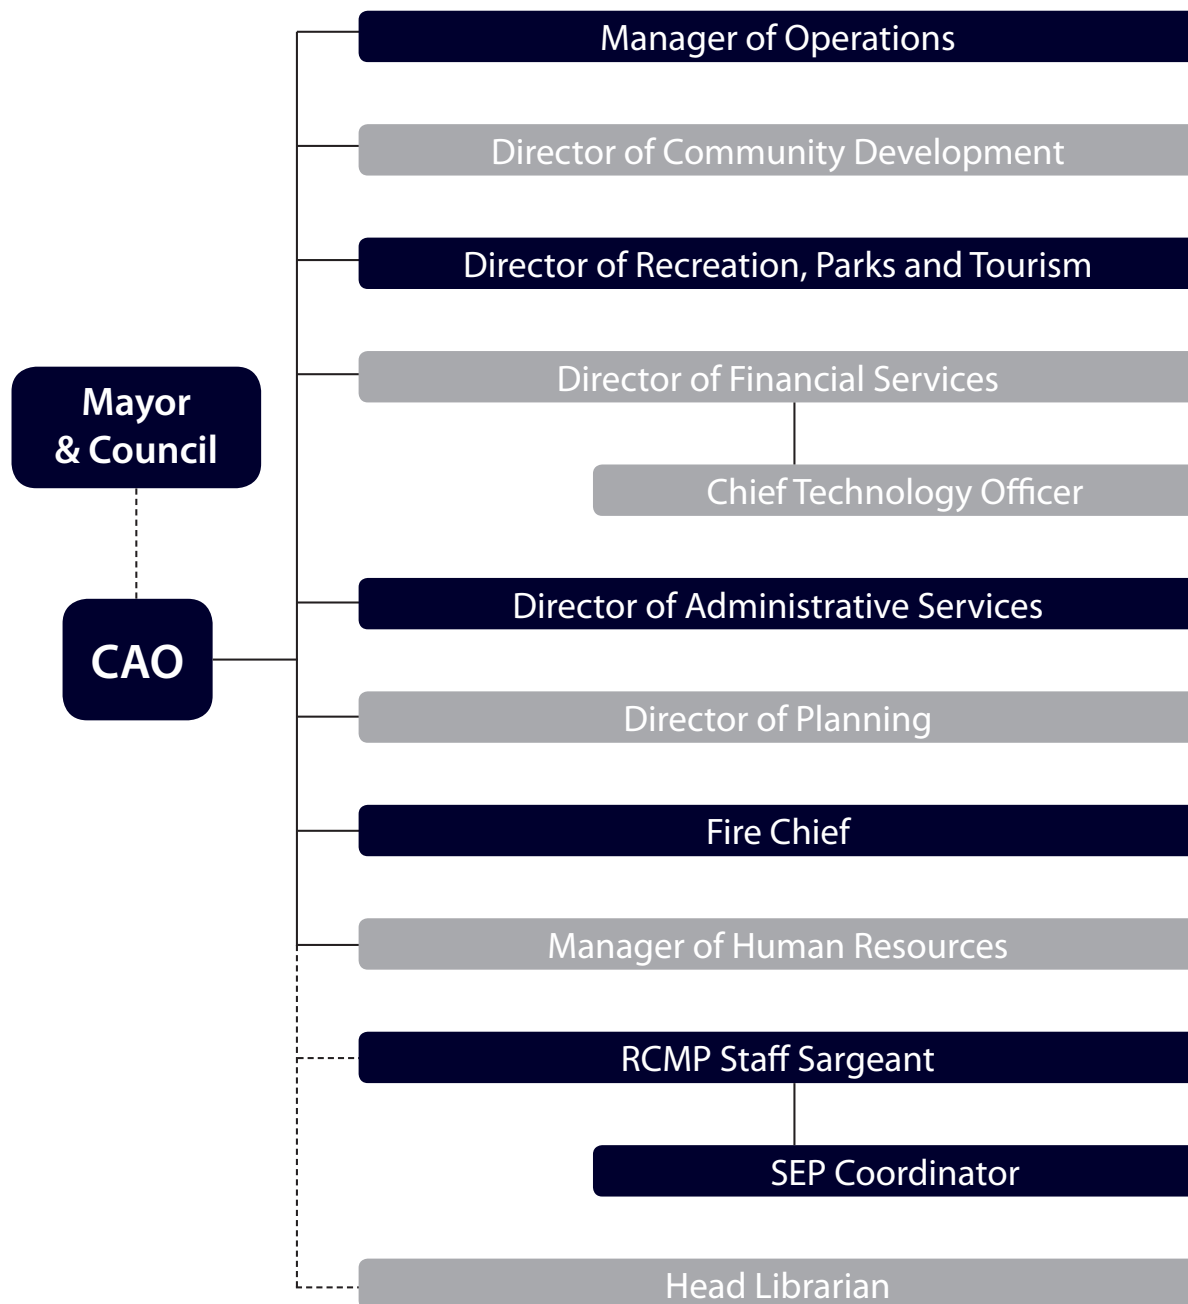 Manager of Operations
Director of Community Development
Director of Recreation, Parks and Tourism
Director of Financial Services
Mayor
& Council
Chief Technology Officer
Director of Administrative Services
CAO
Director of Planning
Fire Chief
Manager of Human Resources
RCMP Staff Sargeant
SEP Coordinator
Head Librarian